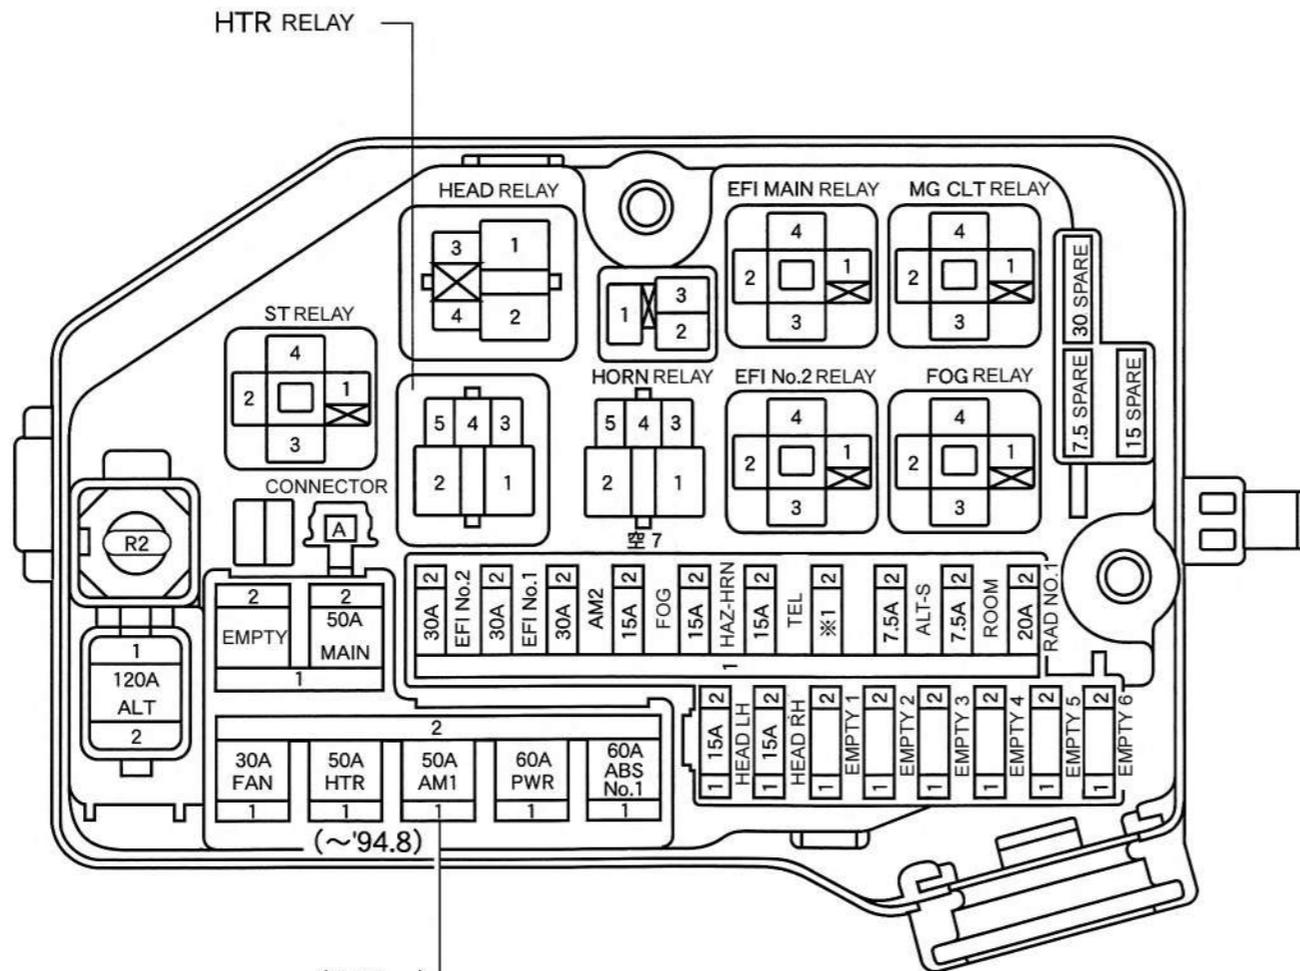 HTR RELAY
HEAD RELAY
3
1
4
2
EFI MAIN RELAY
4
2
1
3
MG CLT RELAY
4
2
1
3
30 SPARE
7.5 SPARE
15 SPARE
1
3
2
HORN RELAY
ST RELAY
4
2
1
3
5 4 3
2 1
5 4 3
2 1
空 7
EFI No.2 RELAY
4
2
1
3
FOG RELAY
4
2
1
3
CONNECTOR
A
R2
1
120A
ALT
2
2
EMPTY
2
50A
MAIN
1
2
30A
EFI No.2
2
30A
EFI No.1
2
30A
AM2
2
15A
FOG
2
15A
HAZ-HRN
2
15A
TEL
2
※1
2
7.5A
ALT-S
2
7.5A
ROOM
2
20A
RAD NO.1
1
2
30A
FAN
1
50A
HTR
1
50A
AM1
1
60A
PWR
1
60A
ABS
No.1
1
2
15A
1
HEAD LH
2
15A
1
HEAD RH
2
1
EMPTY 1
2
1
EMPTY 2
2
1
EMPTY 3
2
1
EMPTY 4
2
1
EMPTY 5
2
1
EMPTY 6
(～'94.8)